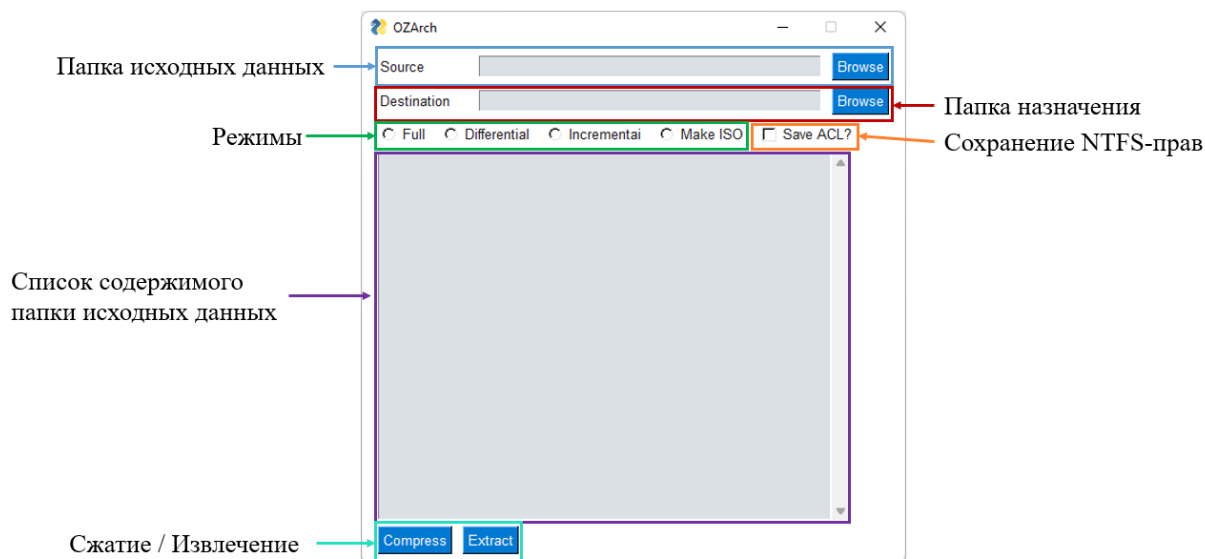 OZArch
Папка исходных данных
Source
Browse
Destination
Browse
Папка назначения
Режимы
Full Differential Incrementai Make ISO Save ACL?
Сохранение NTFS-прав
Список содержимого
папки исходных данных
Сжатие / Извлечение
Compress Extract